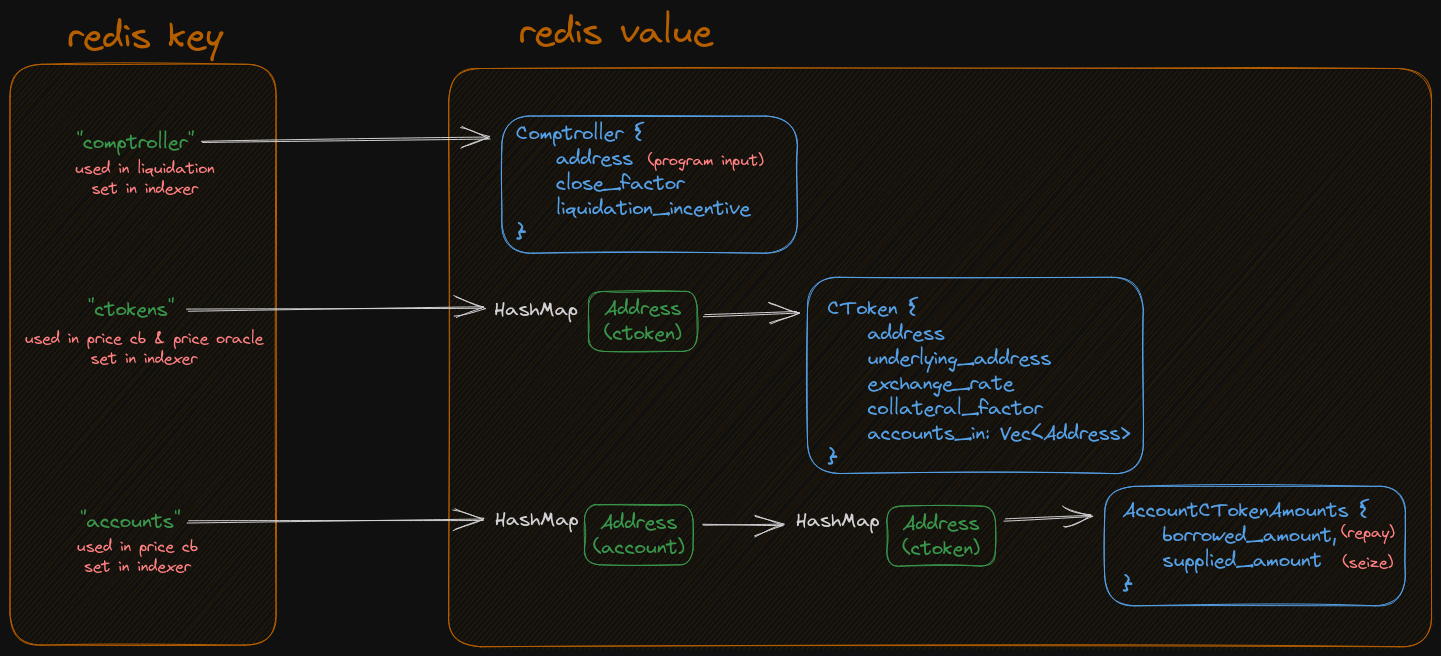 redis key
redis value
"comptroller"
used in liquidation
set in indexer
Comptroller {
address (program input)
close_factor
liquidation_incentive
}
"ctokens"
used in price cb & price oracle
set in indexer
HashMap
Address
(ctoken)
CToken {
address
underlying_address
exchange_rate
collateral_factor
accounts_in: Vec<Address>
}
"accounts"
used in price cb
set in indexer
HashMap
Address
(account)
HashMap
Address
(ctoken)
AccountCTokenAmounts {
borrowed_amount, (repay)
supplied_amount (seize)
}